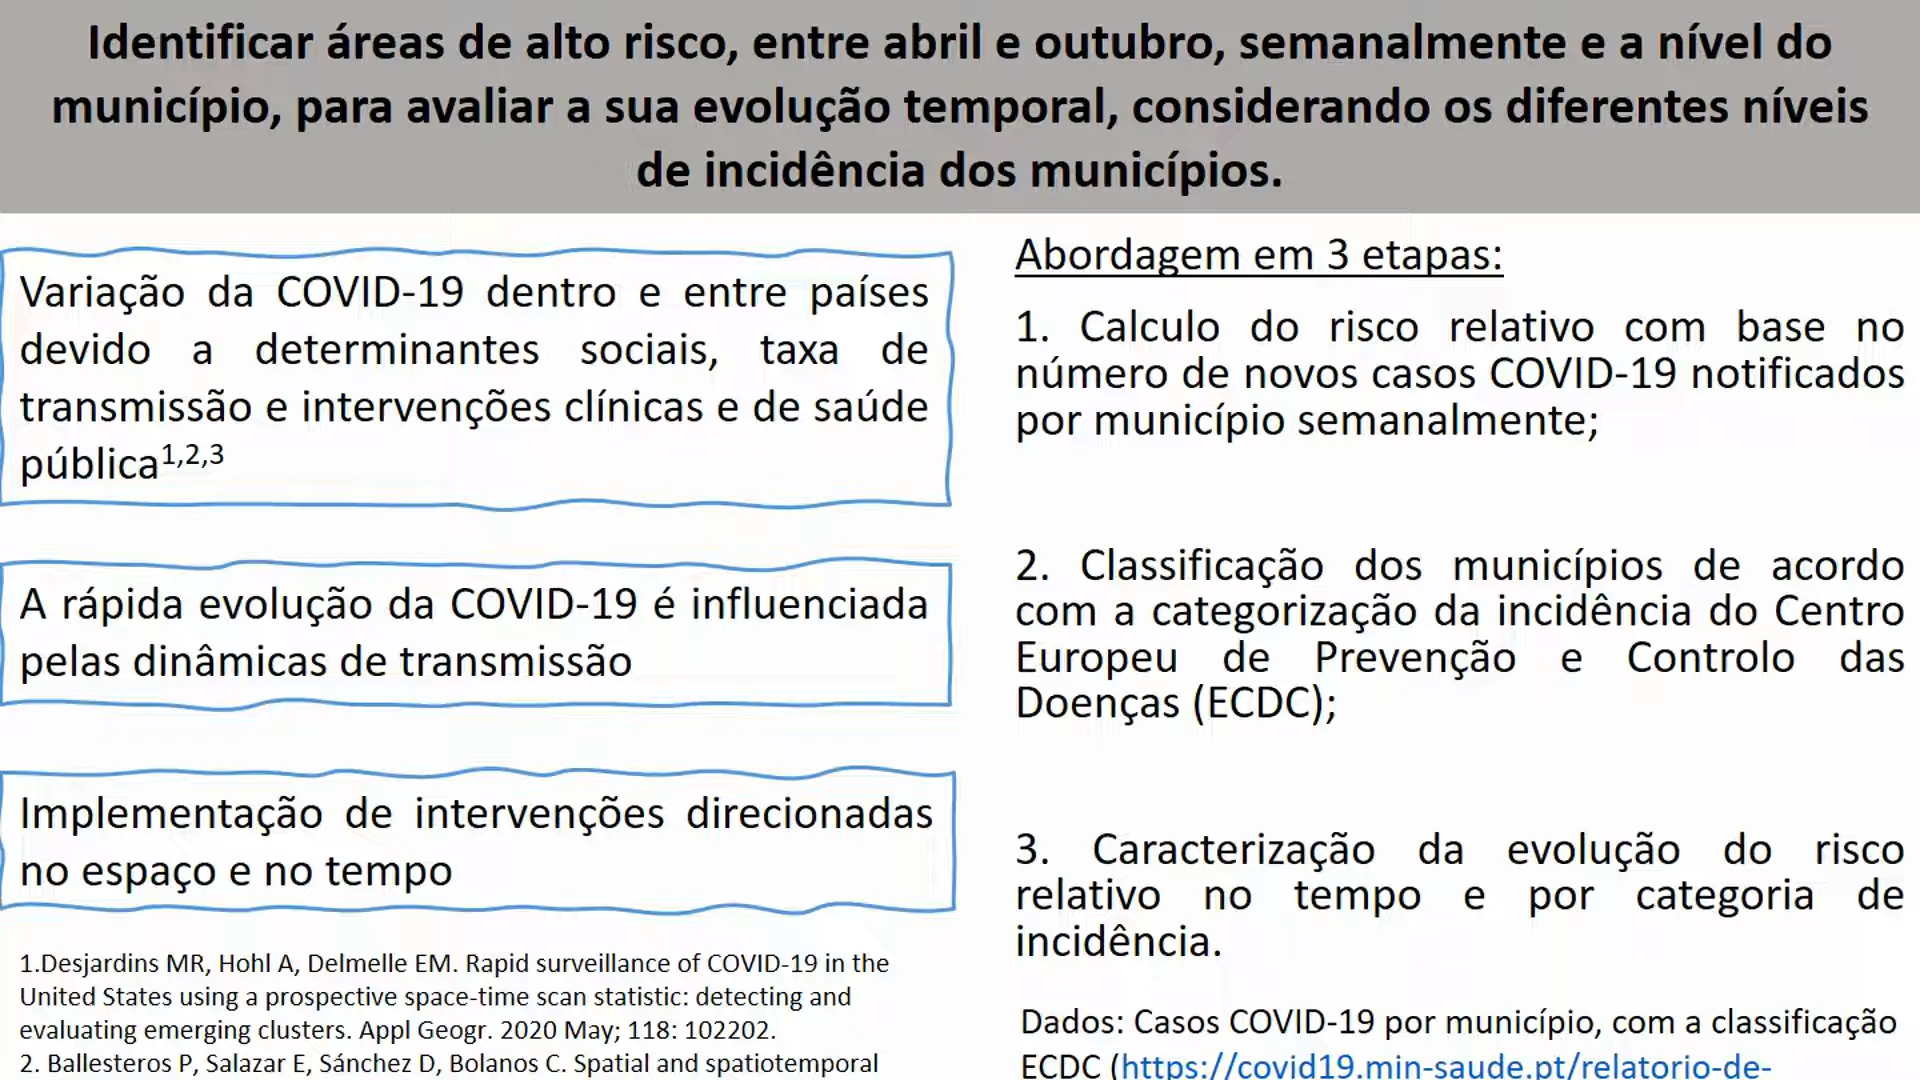 Identificar áreas de alto risco, entre abril e outubro, semanalmente e a nível do
município, para avaliar a sua evolução temporal, considerando os diferentes níveis
de incidência dos municípios.
Variação da COVID-19 dentro e entre países
devido a determinantes sociais, taxa de
transmissão e intervenções clínicas e de saúde
pública1,2,3
A rápida evolução da COVID-19 é influenciada
pelas dinâmicas de transmissão
Implementação de intervenções direcionadas
no espaço e no tempo
1.Desjardins MR, Hohl A, Delmelle EM. Rapid surveillance of COVID-19 in the
United States using a prospective space-time scan statistic: detecting and
evaluating emerging clusters. Appl Geogr. 2020 May; 118: 102202.
2. Ballesteros P, Salazar E, Sánchez D, Bolanos C. Spatial and spatiotemporal
Abordagem em 3 etapas:
1. Calculo do risco relativo com base no
número de novos casos COVID-19 notificados
por município semanalmente;
2. Classificação dos municípios de acordo
com a categorização da incidência do Centro
Europeu de Prevenção e Controlo das
Doenças (ECDC);
3. Caracterização da evolução do risco
relativo no tempo e por categoria de
incidência.
Dados: Casos COVID-19 por município, com a classificação
ECDC (https://covid19.min-saude.pt/relatorio-de-